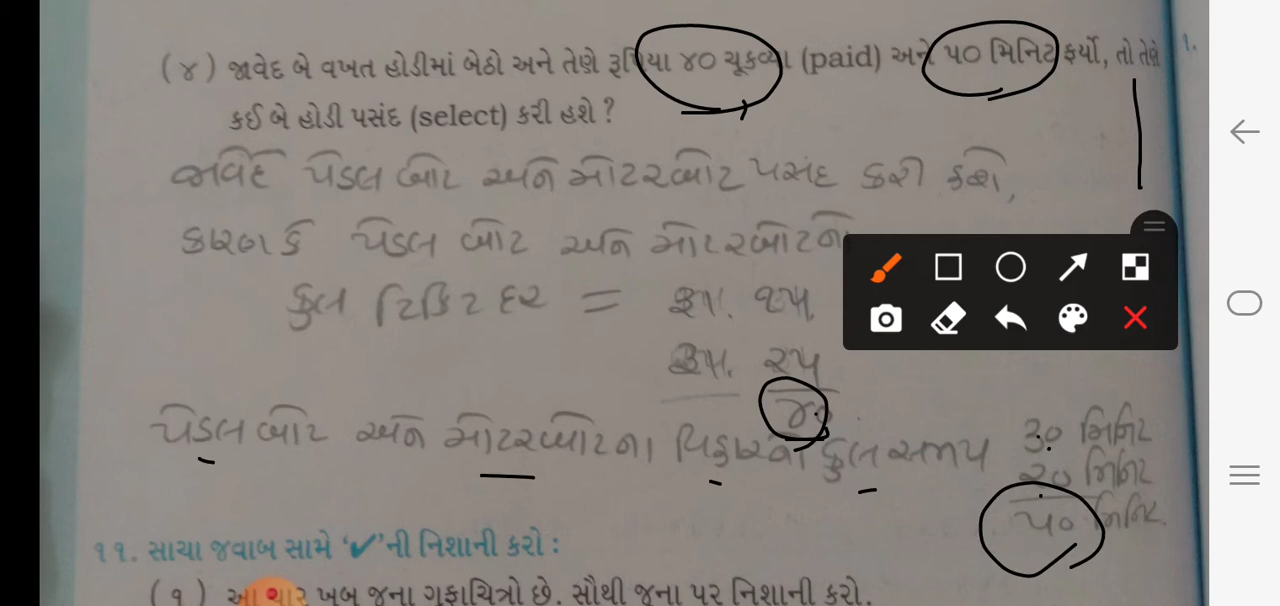 (૪) જાવેદ બે વખત હોડીમાં બેઠો અને તેણે રૂપિયા ૪૦ ચૂકવ્યા (paid) અને ૫૦ મિનિટ ફર્યો, તો તેણે
૧.
કઈ બે હોડી પસંદ (select) કરી હશે ?
જાવેદે પેડલ બોટ અને મોટરબોટ પસંદ કરી હશે,
કારણ કે પેડલ બોટ અને મોટરબોટનો
કુલ ટિકિટ દર = રૂપા. ૧૫
રૂપા. ૨૫
૪૦
પેડલ બોટ અને મોટરબોટના વિહારનો કુલ સમય ૩૦ મિનિટ
૨૦ મિનિટ
૫૦ મિનિટ
૧૧. સાચા જવાબ સામે '✔'ની નિશાની કરો :
(૧) આ ચાર ખૂબ જૂના ગુફાચિત્રો છે. સૌથી જૂના પર નિશાની કરો.